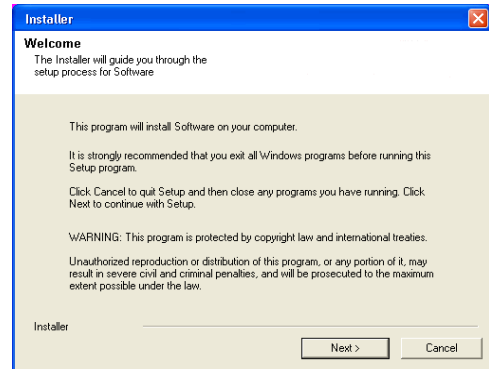 Installer
Welcome
The Installer will guide you through the
setup process for Software
This program will install Software on your computer.
It is strongly recommended that you exit all Windows programs before running this
Setup program.
Click Cancel to quit Setup and then close any programs you have running. Click
Next to continue with Setup.
WARNING: This program is protected by copyright law and international treaties.
Unauthorized reproduction or distribution of this program, or any portion of it, may
result in severe civil and criminal penalties, and will be prosecuted to the maximum
extent possible under the law.
Installer
Next >
Cancel